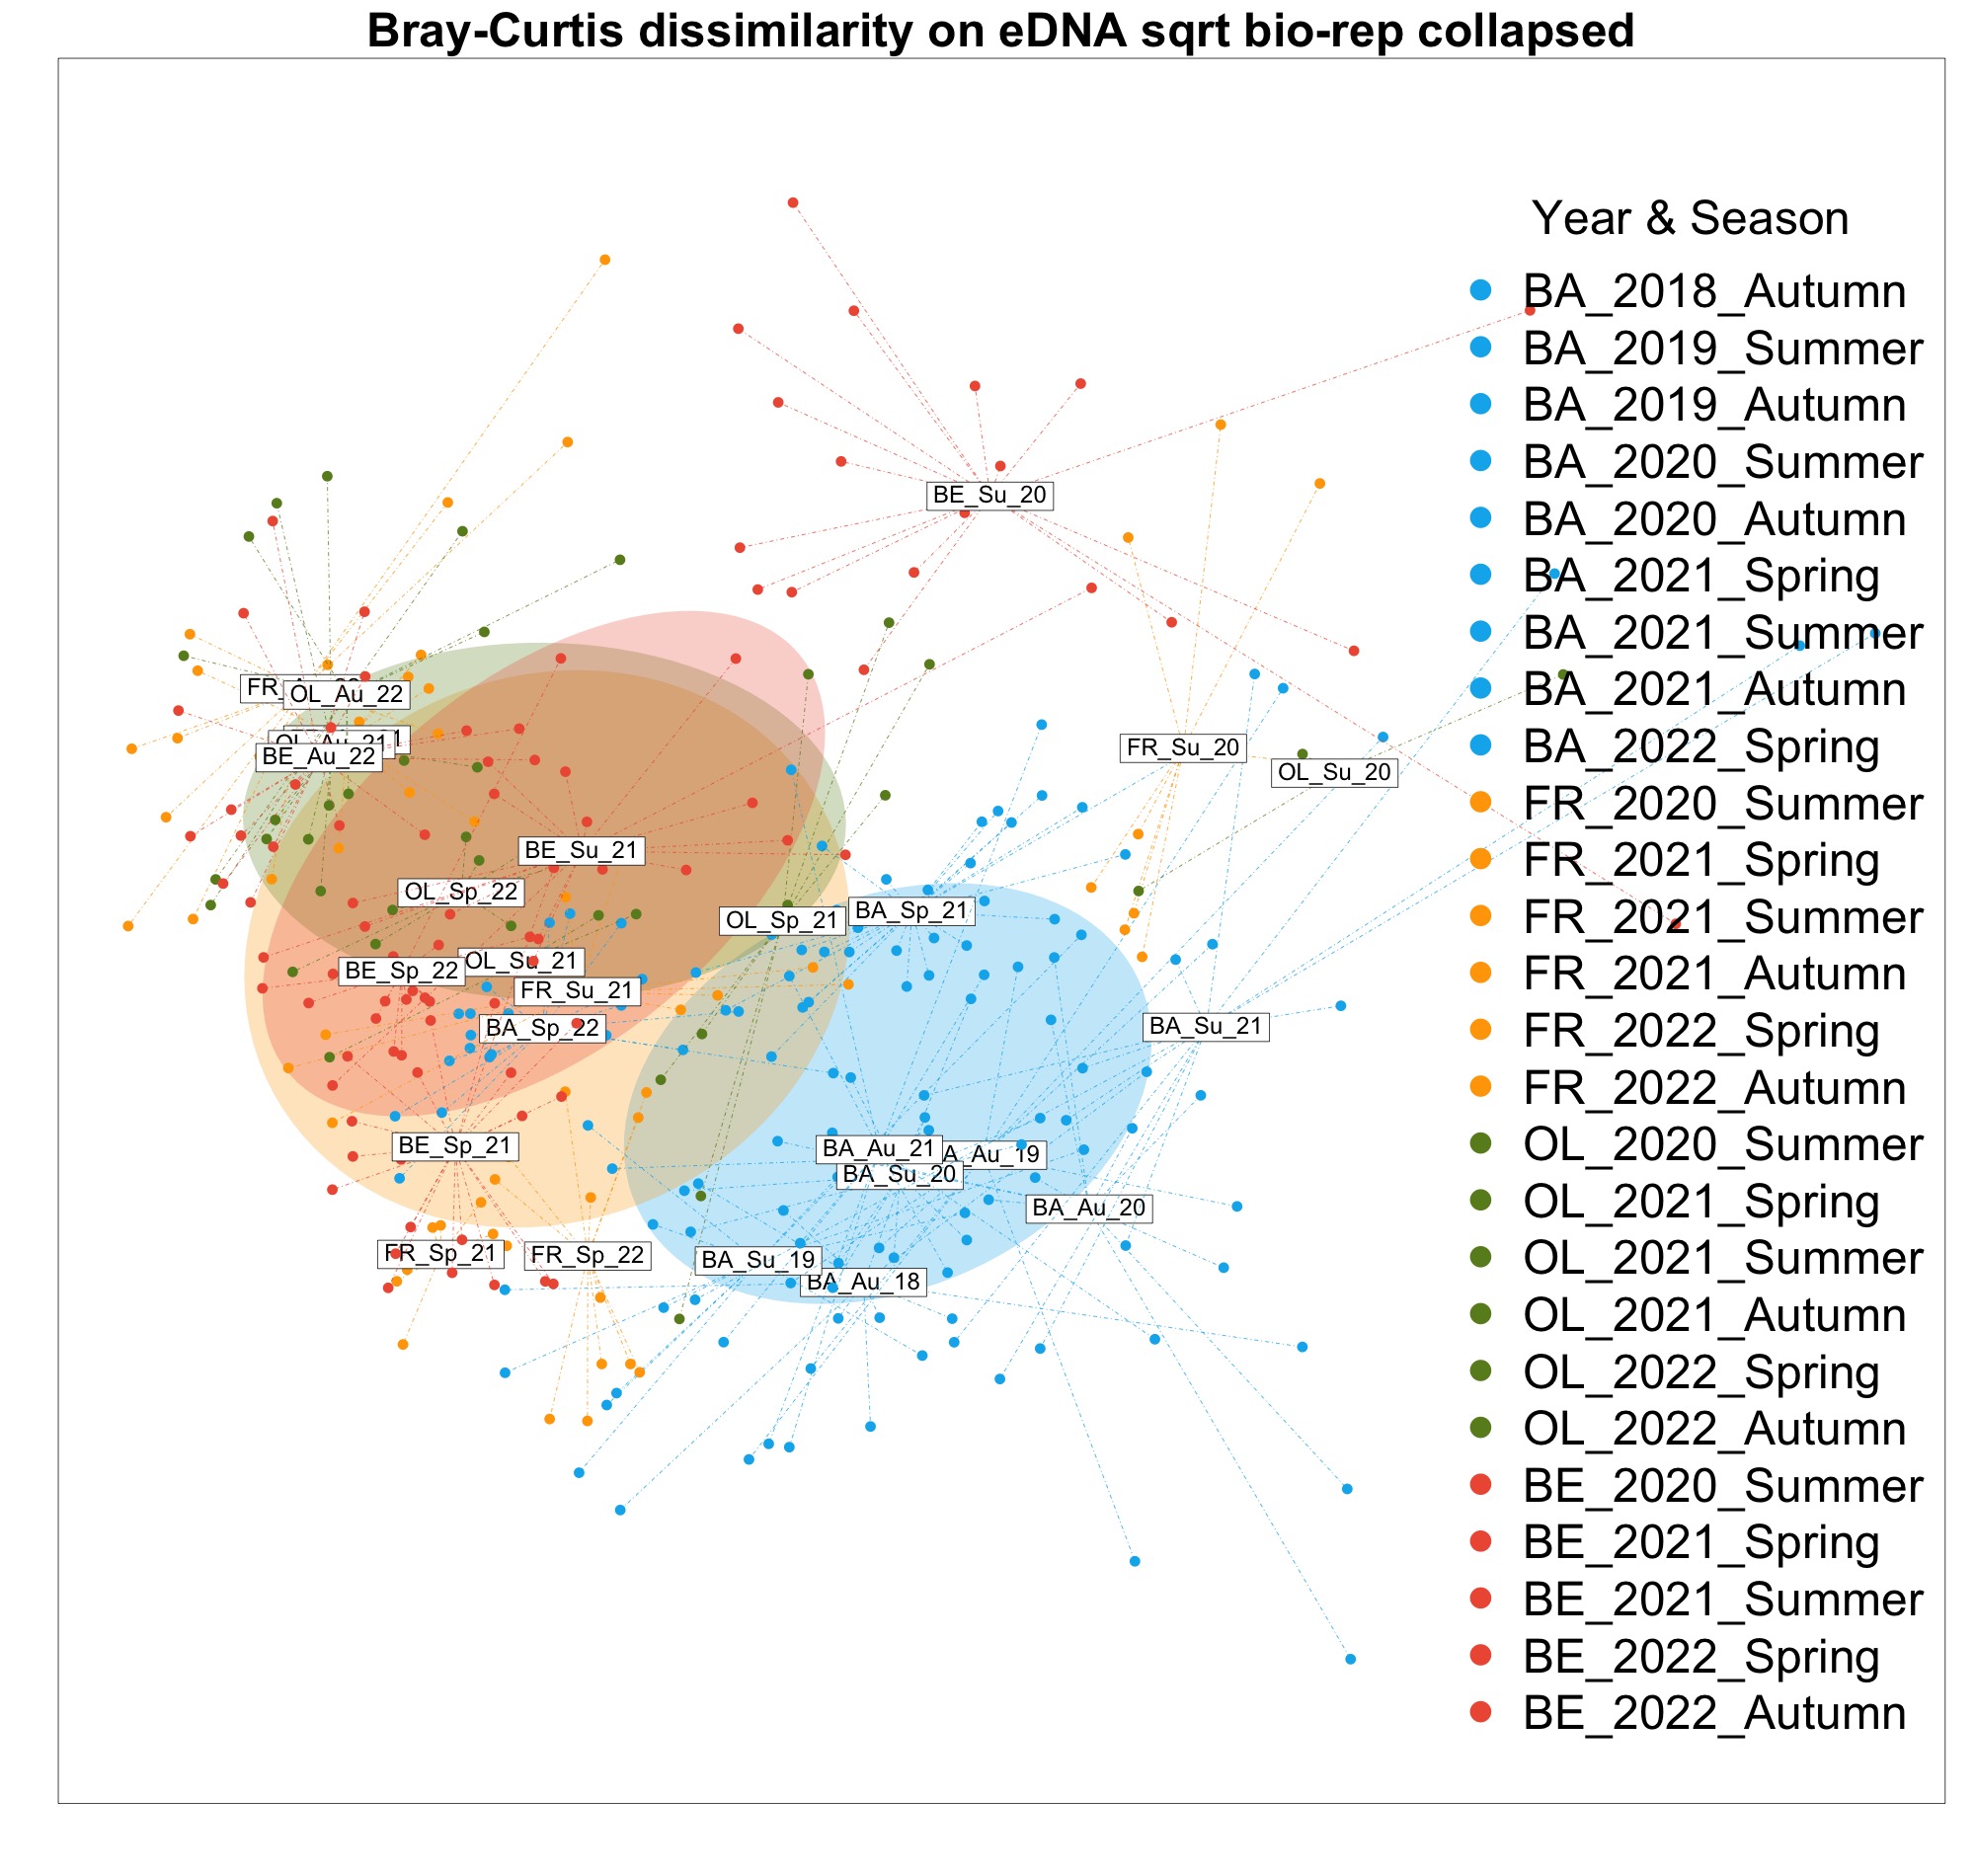 Bray-Curtis dissimilarity on eDNA sqrt bio-rep collapsed
Year & Season
BA_2018_Autumn
BA_2019_Summer
BA_2019_Autumn
BA_2020_Summer
BA_2020_Autumn
BA_2021_Spring
BA_2021_Summer
BA_2021_Autumn
BA_2022_Spring
FR_2020_Summer
FR_2021_Spring
FR_2021_Summer
FR_2021_Autumn
FR_2022_Spring
FR_2022_Autumn
OL_2020_Summer
OL_2021_Spring
OL_2021_Summer
OL_2021_Autumn
OL_2022_Spring
OL_2022_Autumn
BE_2020_Summer
BE_2021_Spring
BE_2021_Summer
BE_2022_Spring
BE_2022_Autumn
BE_Su_20
OL_Au_22
OL_Au_21
BE_Au_22
FR_Su_20
OL_Su_20
BE_Su_21
OL_Sp_22
OL_Sp_21
BA_Sp_21
OL_Su_21
BE_Sp_22
FR_Su_21
BA_Sp_22
BA_Su_21
BE_Sp_21
BA_Au_21
A_Au_19
BA_Su_20
BA_Au_20
FR_Sp_21
FR_Sp_22
BA_Su_19
BA_Au_18